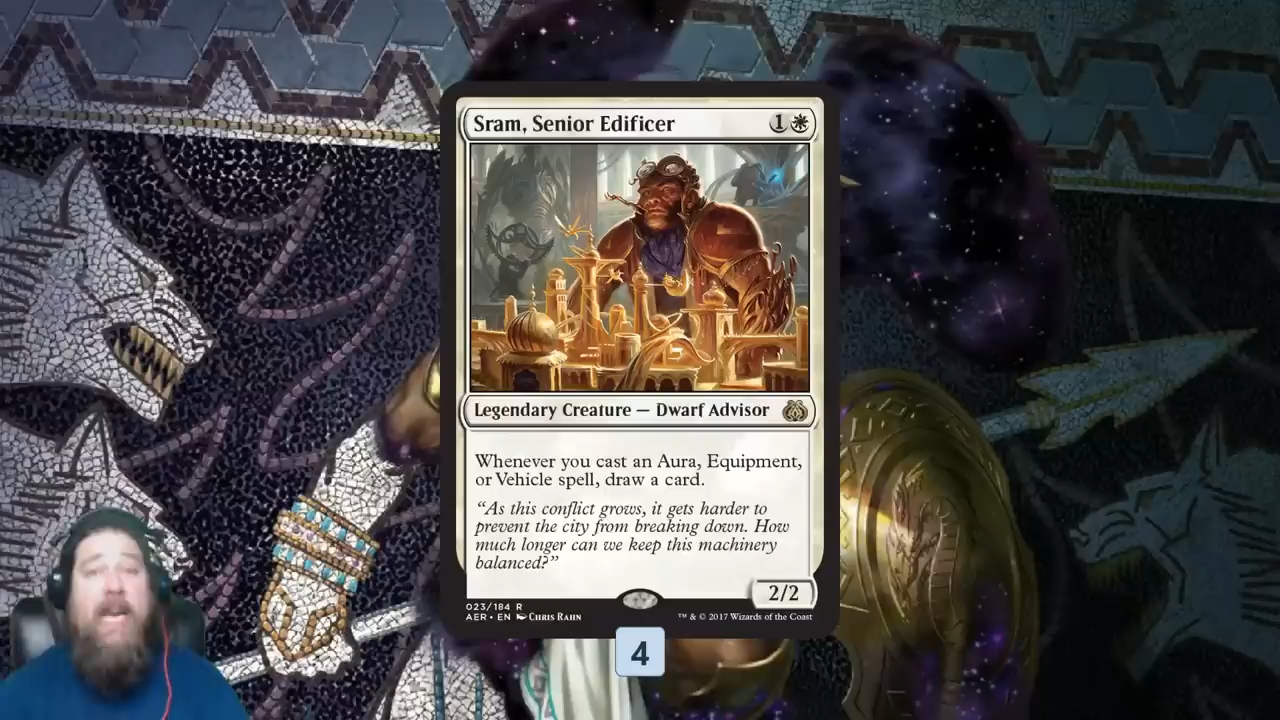 Sram, Senior Edificer 1
Legendary Creature — Dwarf Advisor
Whenever you cast an Aura, Equipment,
or Vehicle spell, draw a card.
“As this conflict grows, it gets harder to
prevent the city from breaking down. How
much longer can we keep this machinery
balanced?”
2/2
023/184 R
AER • EN Chris Rahn
™ & © 2017 Wizards of the Coast
4